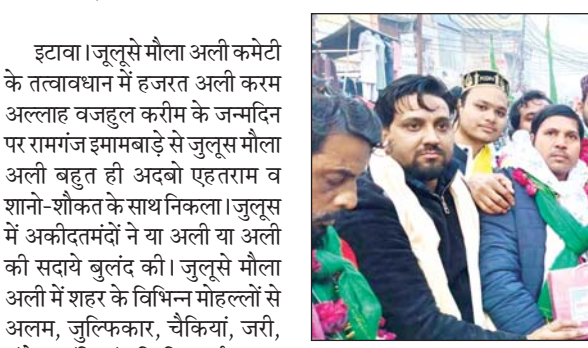 इटावा।जूलूसे मौला अली कमेटी
के तत्वावधान में हजरत अली करम
अल्लाह वजहुल करीम के जन्मदिन
पर रामगंज इमामबाड़े से जुलूस मौला
अली बहुत ही अदबो एहतराम व
शानो-शौकत के साथ निकला।जुलूस
में अकीदतमंदों ने या अली या अली
की सदाये बुलंद की। जुलूसे मौला
अली में शहर के विभिन्न मोहल्लों से
अलम, जुल्फिकार, चैकियां, जरी,